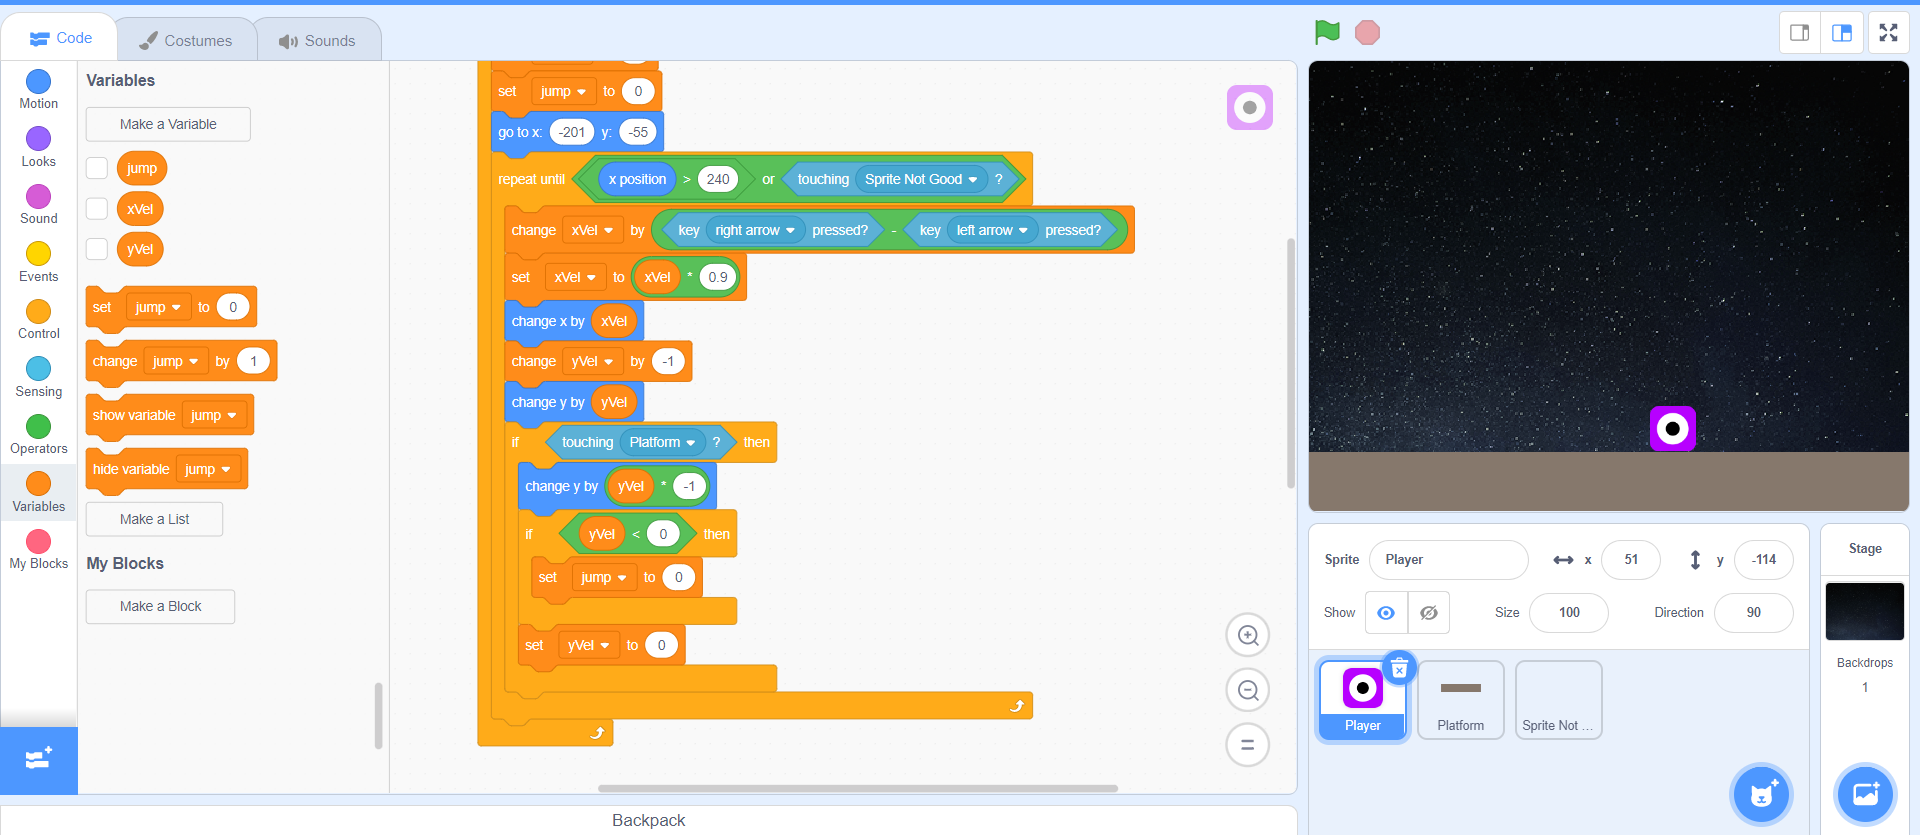 Code
Costumes
Sounds
Motion
Looks
Sound
Events
Control
Sensing
Operators
Variables
My Blocks
Variables
Make a Variable
jump
xVel
yVel
set jump to 0
change jump by 1
show variable jump
hide variable jump
Make a List
My Blocks
Make a Block
set jump to 0
go to x: -201 y: -55
repeat until x position > 240 or touching Sprite Not Good ?
change xVel by key right arrow pressed? - key left arrow pressed?
set xVel to xVel * 0.9
change x by xVel
change yVel by -1
change y by yVel
if touching Platform ? then
change y by yVel * -1
if yVel < 0 then
set jump to 0
set yVel to 0
Backpack
Sprite Player x 51 y -114
Show Size 100 Direction 90
Player
Platform
Sprite Not ...
Stage
Backdrops
1